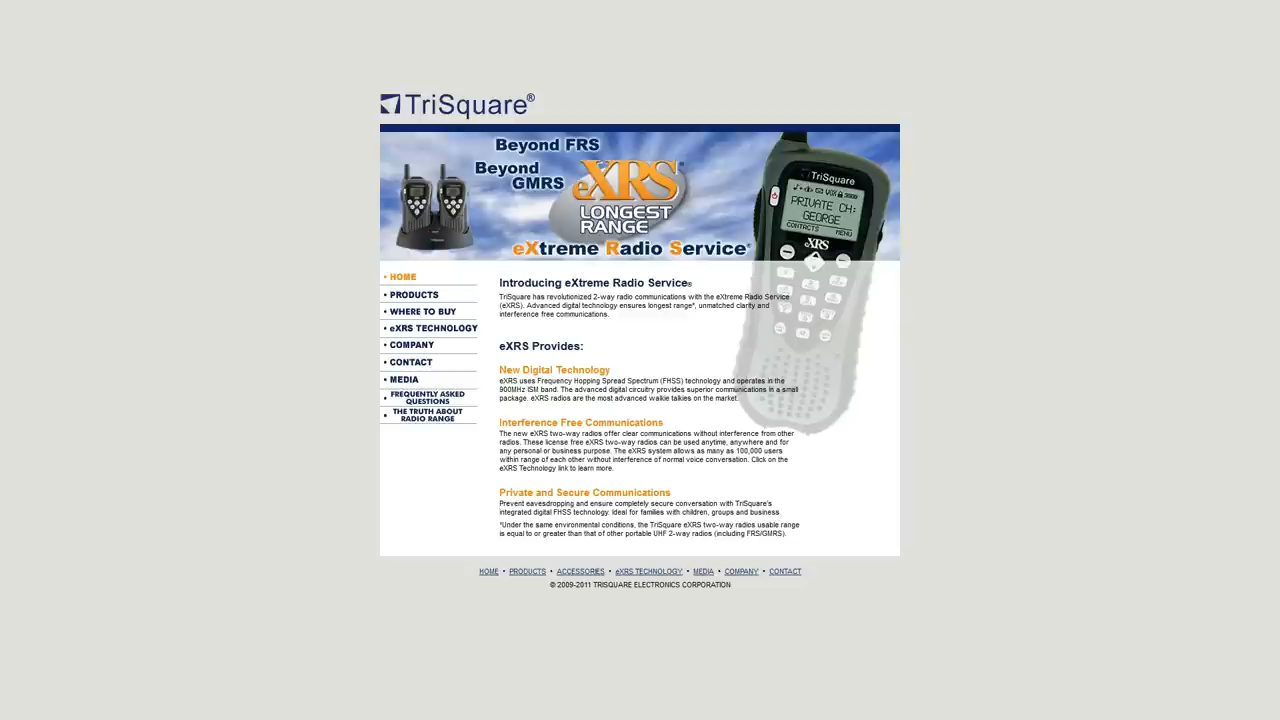 TriSquare®
Beyond FRS
Beyond
GMRS
eXRS
LONGEST
RANGE
eXtreme Radio Service®
TriSquare
VOX
PRIVATE CH:
GEORGE
CONTACTS MENU
eXRS
• HOME
• PRODUCTS
• WHERE TO BUY
• eXRS TECHNOLOGY
• COMPANY
• CONTACT
• MEDIA
• FREQUENTLY ASKED
QUESTIONS
• THE TRUTH ABOUT
RADIO RANGE
Introducing eXtreme Radio Service®
TriSquare has revolutionized 2-way radio communications with the eXtreme Radio Service
(eXRS). Advanced digital technology ensures longest range*, unmatched clarity and
interference free communications.
eXRS Provides:
New Digital Technology
eXRS uses Frequency Hopping Spread Spectrum (FHSS) technology and operates in the
900MHz ISM band. The advanced digital circuitry provides superior communications in a small
package. eXRS radios are the most advanced walkie talkies on the market.
Interference Free Communications
The new eXRS two-way radios offer clear communications without interference from other
radios. These license free eXRS two-way radios can be used anytime, anywhere and for
any personal or business purpose. The eXRS system allows as many as 100,000 users
within range of each other without interference of normal voice conversation. Click on the
eXRS Technology link to learn more.
Private and Secure Communications
Prevent eavesdropping and ensure completely secure conversation with TriSquare's
integrated digital FHSS technology. Ideal for families with children, groups and business
*Under the same environmental conditions, the TriSquare eXRS two-way radios usable range
is equal to or greater than that of other portable UHF 2-way radios (including FRS/GMRS).
HOME • PRODUCTS • ACCESSORIES • eXRS TECHNOLOGY • MEDIA • COMPANY • CONTACT
© 2009-2011 TRISQUARE ELECTRONICS CORPORATION